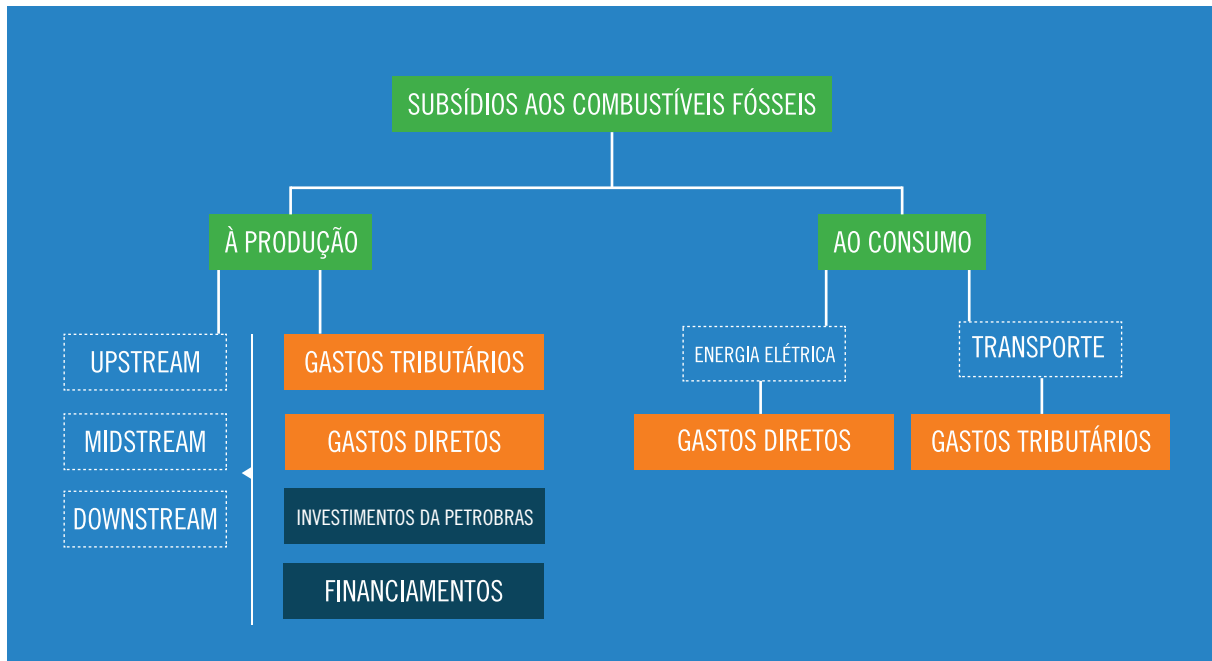 SUBSÍDIOS AOS COMBUSTÍVEIS FÓSSEIS
À PRODUÇÃO
AO CONSUMO
UPSTREAM
MIDSTREAM
DOWNSTREAM
GASTOS TRIBUTÁRIOS
GASTOS DIRETOS
INVESTIMENTOS DA PETROBRAS
FINANCIAMENTOS
ENERGIA ELÉTRICA
GASTOS DIRETOS
TRANSPORTE
GASTOS TRIBUTÁRIOS